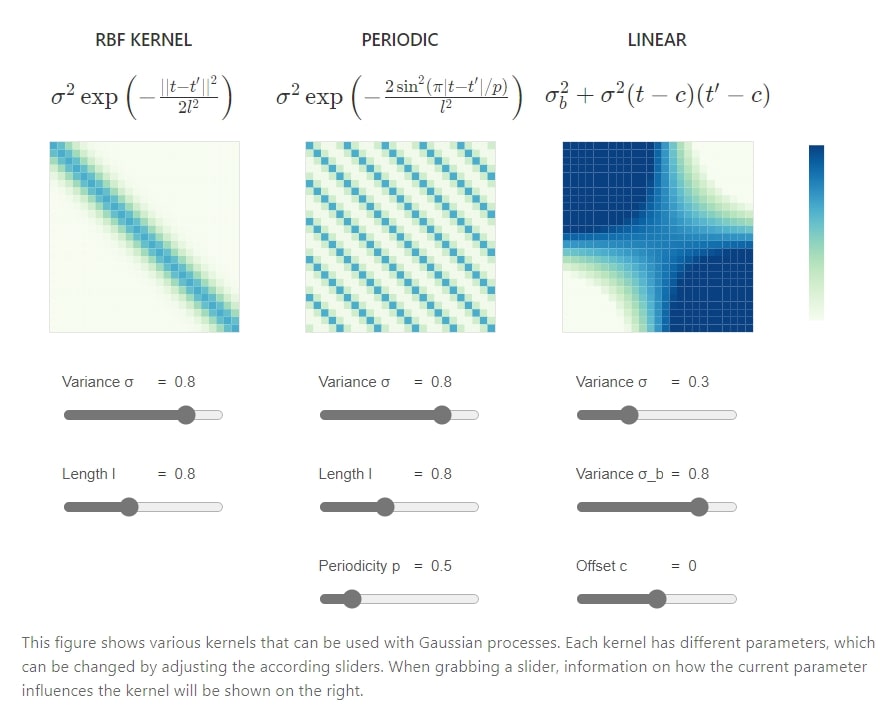 RBF KERNEL PERIODIC LINEAR
σ² exp(−||t−t′||²/2l²) σ² exp(−2 sin²(π|t−t′|/p)/l²) σ_b² + σ²(t − c)(t′ − c)
Variance σ = 0.8 Variance σ = 0.8 Variance σ = 0.3
Length l = 0.8 Length l = 0.8 Variance σ_b = 0.8
Periodicity p = 0.5 Offset c = 0
This figure shows various kernels that can be used with Gaussian processes. Each kernel has different parameters, which
can be changed by adjusting the according sliders. When grabbing a slider, information on how the current parameter
influences the kernel will be shown on the right.